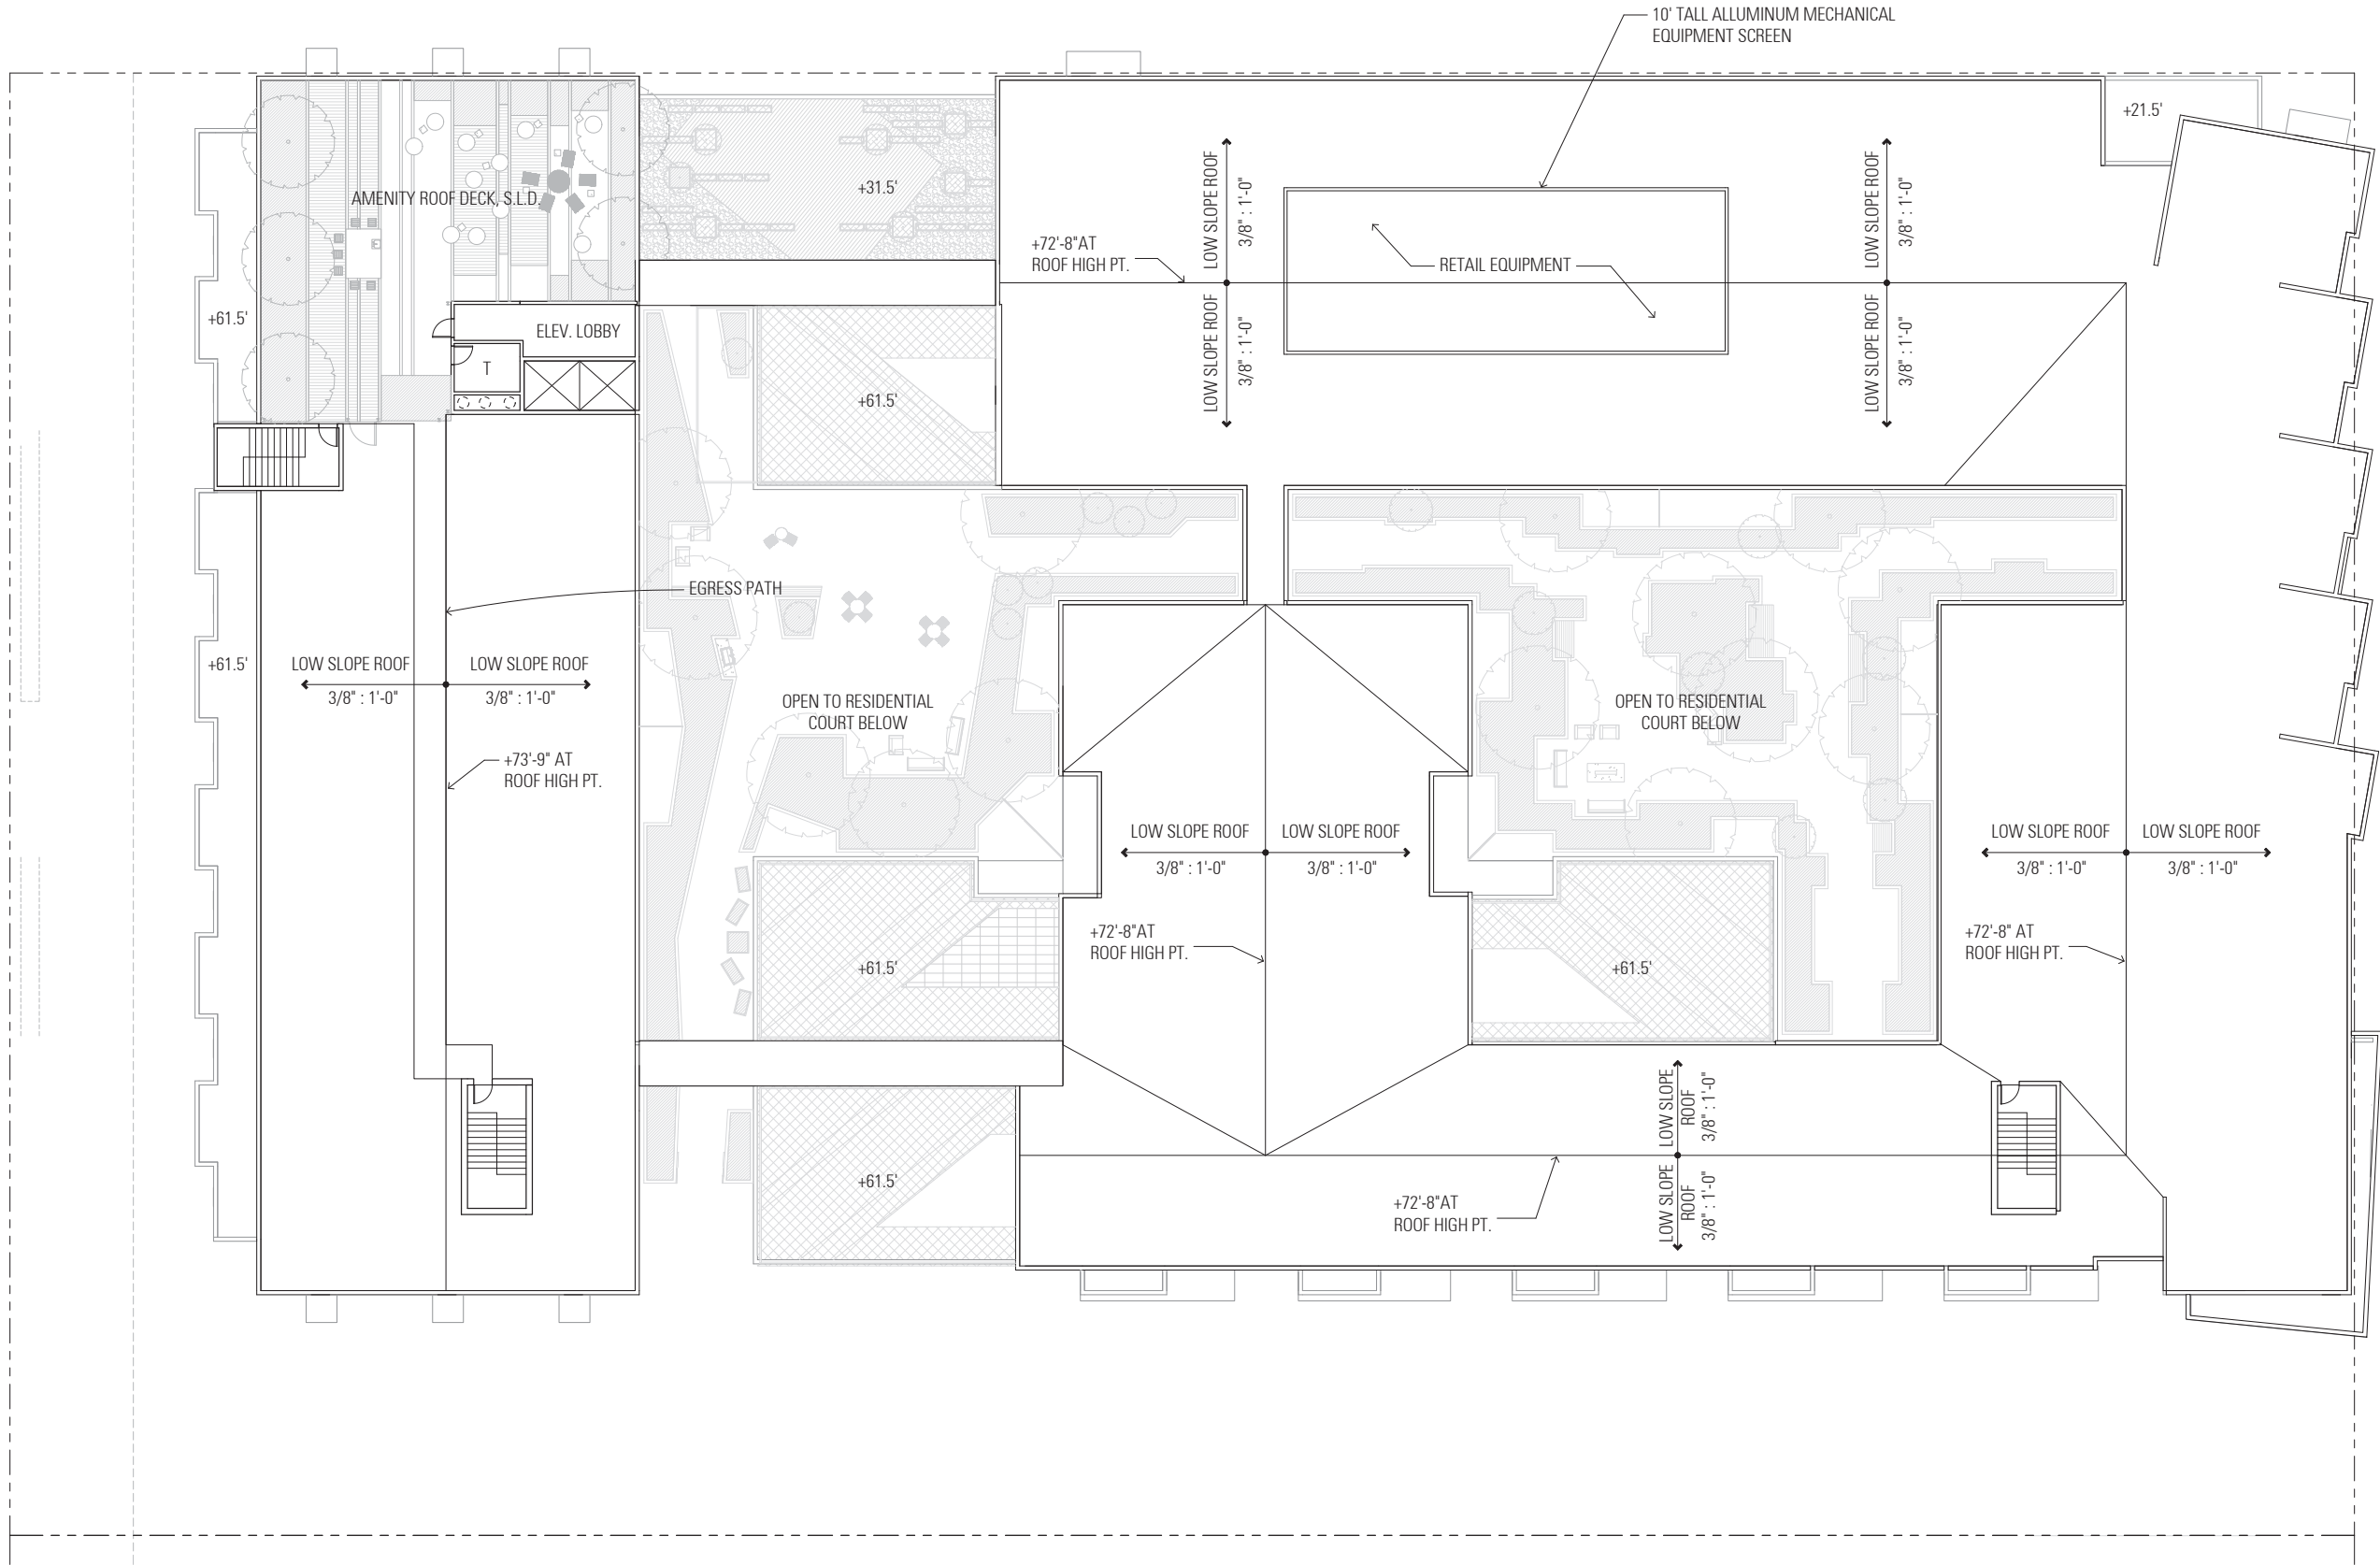 10' TALL ALLUMINUM MECHANICAL
EQUIPMENT SCREEN
+21.5'
+31.5'
AMENITY ROOF DECK, S.L.D.
LOW SLOPE ROOF
3/8" : 1'-0"
LOW SLOPE ROOF
3/8" : 1'-0"
+72'-8"AT
ROOF HIGH PT.
RETAIL EQUIPMENT
+61.5'
ELEV. LOBBY
T
LOW SLOPE ROOF
3/8" : 1'-0"
LOW SLOPE ROOF
3/8" : 1'-0"
+61.5'
EGRESS PATH
+61.5'
LOW SLOPE ROOF
3/8" : 1'-0"
LOW SLOPE ROOF
3/8" : 1'-0"
OPEN TO RESIDENTIAL
COURT BELOW
OPEN TO RESIDENTIAL
COURT BELOW
+73'-9" AT
ROOF HIGH PT.
LOW SLOPE ROOF
3/8" : 1'-0"
LOW SLOPE ROOF
3/8" : 1'-0"
LOW SLOPE ROOF
3/8" : 1'-0"
LOW SLOPE ROOF
3/8" : 1'-0"
+72'-8"AT
ROOF HIGH PT.
+72'-8" AT
ROOF HIGH PT.
+61.5'
+61.5'
LOW SLOPE
ROOF
3/8" : 1'-0"
+61.5'
+72'-8"AT
ROOF HIGH PT.
LOW SLOPE
ROOF
3/8" : 1'-0"